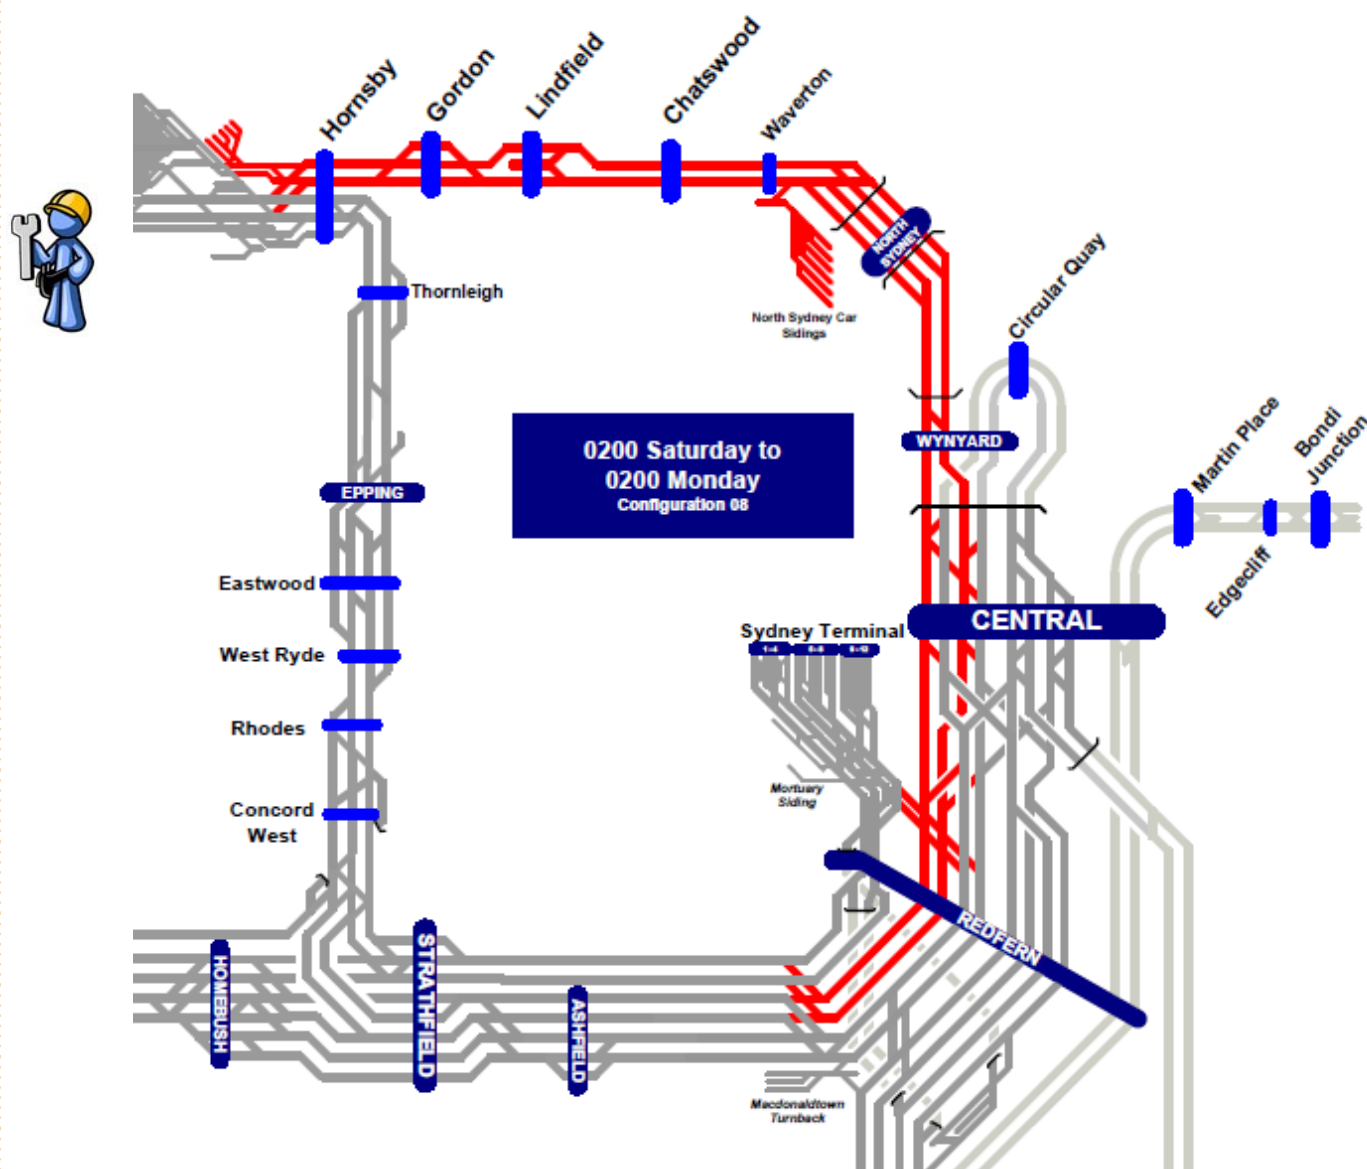 Hornsby
Gordon
Lindfield
Chatswood
Waverton
NORTH
SYDNEY
Circular Quay
Thornleigh
North Sydney Car
Sidings
Martin Place
Bondi
Junction
Edgecliff
0200 Saturday to
0200 Monday
Configuration 08
WYNYARD
EPPING
Eastwood
CENTRAL
Sydney Terminal
1-4
West Ryde
Rhodes
Mortuary
Siding
Concord
West
REDFERN
HOMEBUSH
STRATHFIELD
ASHFIELD
Macdonaldtown
Turnback